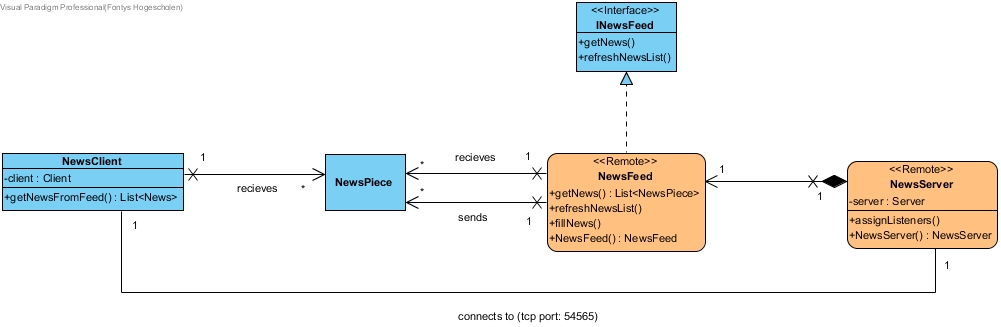 Visual Paradigm Professional(Fontys Hogescholen)
<<Interface>>
INewsFeed
+getNews()
+refreshNewsList()
NewsClient
-client : Client
+getNewsFromFeed() : List<News>
1
recieves
*
NewsPiece
*
recieves
1
*
sends
1
<<Remote>>
NewsFeed
+getNews() : List<NewsPiece>
+refreshNewsList()
+fillNews()
+NewsFeed() : NewsFeed
1
1
<<Remote>>
NewsServer
-server : Server
+assignListeners()
+NewsServer() : NewsServer
1
1
connects to (tcp port: 54565)